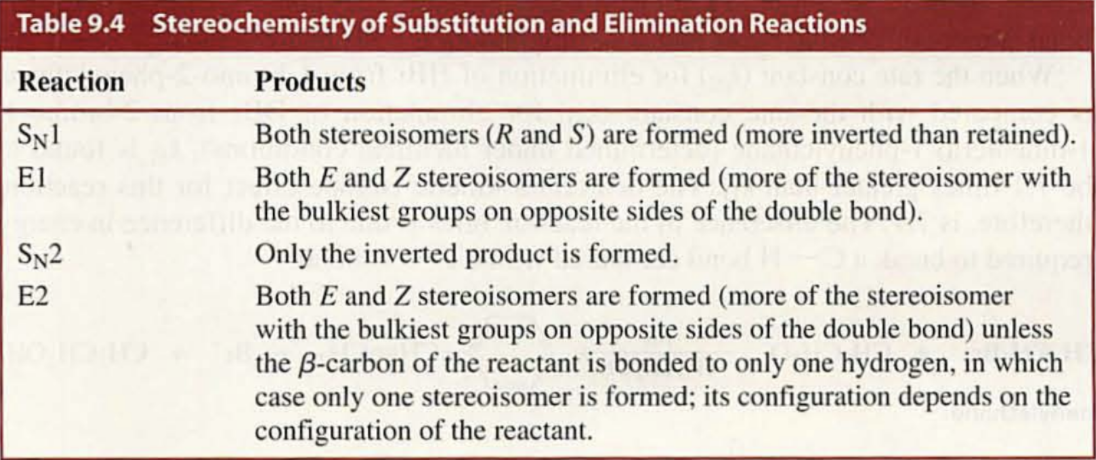 Table 9.4 Stereochemistry of Substitution and Elimination Reactions
Reaction Products
SN1 Both stereoisomers (R and S) are formed (more inverted than retained).
E1 Both E and Z stereoisomers are formed (more of the stereoisomer with
the bulkiest groups on opposite sides of the double bond).
SN2 Only the inverted product is formed.
E2 Both E and Z stereoisomers are formed (more of the stereoisomer
with the bulkiest groups on opposite sides of the double bond) unless
the β-carbon of the reactant is bonded to only one hydrogen, in which
case only one stereoisomer is formed; its configuration depends on the
configuration of the reactant.